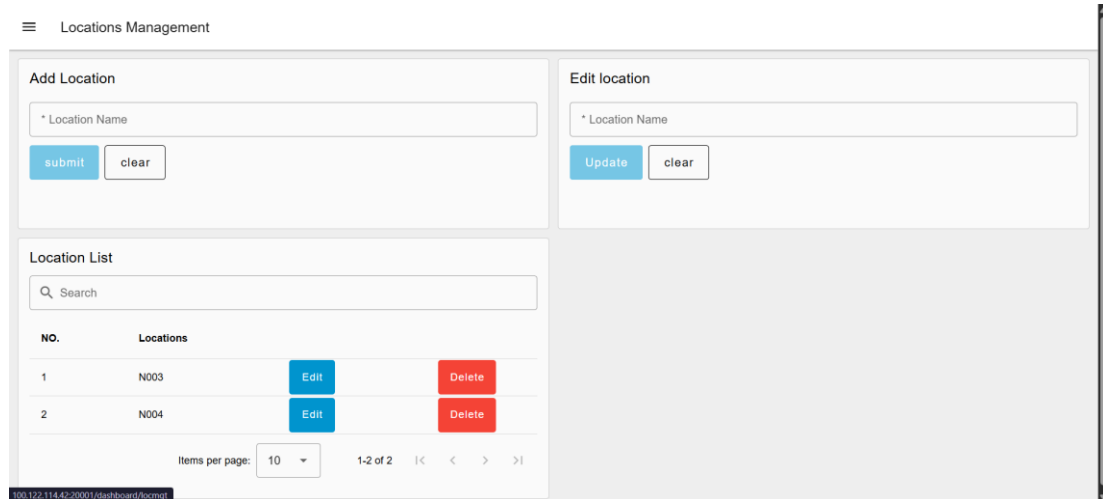 Locations Management
Add Location
* Location Name
submit clear
Edit location
* Location Name
Update clear
Location List
Search
NO. Locations
1 N003 Edit Delete
2 N004 Edit Delete
Items per page: 10 1-2 of 2
100.122.114.42:20001/dashboard/locmgt